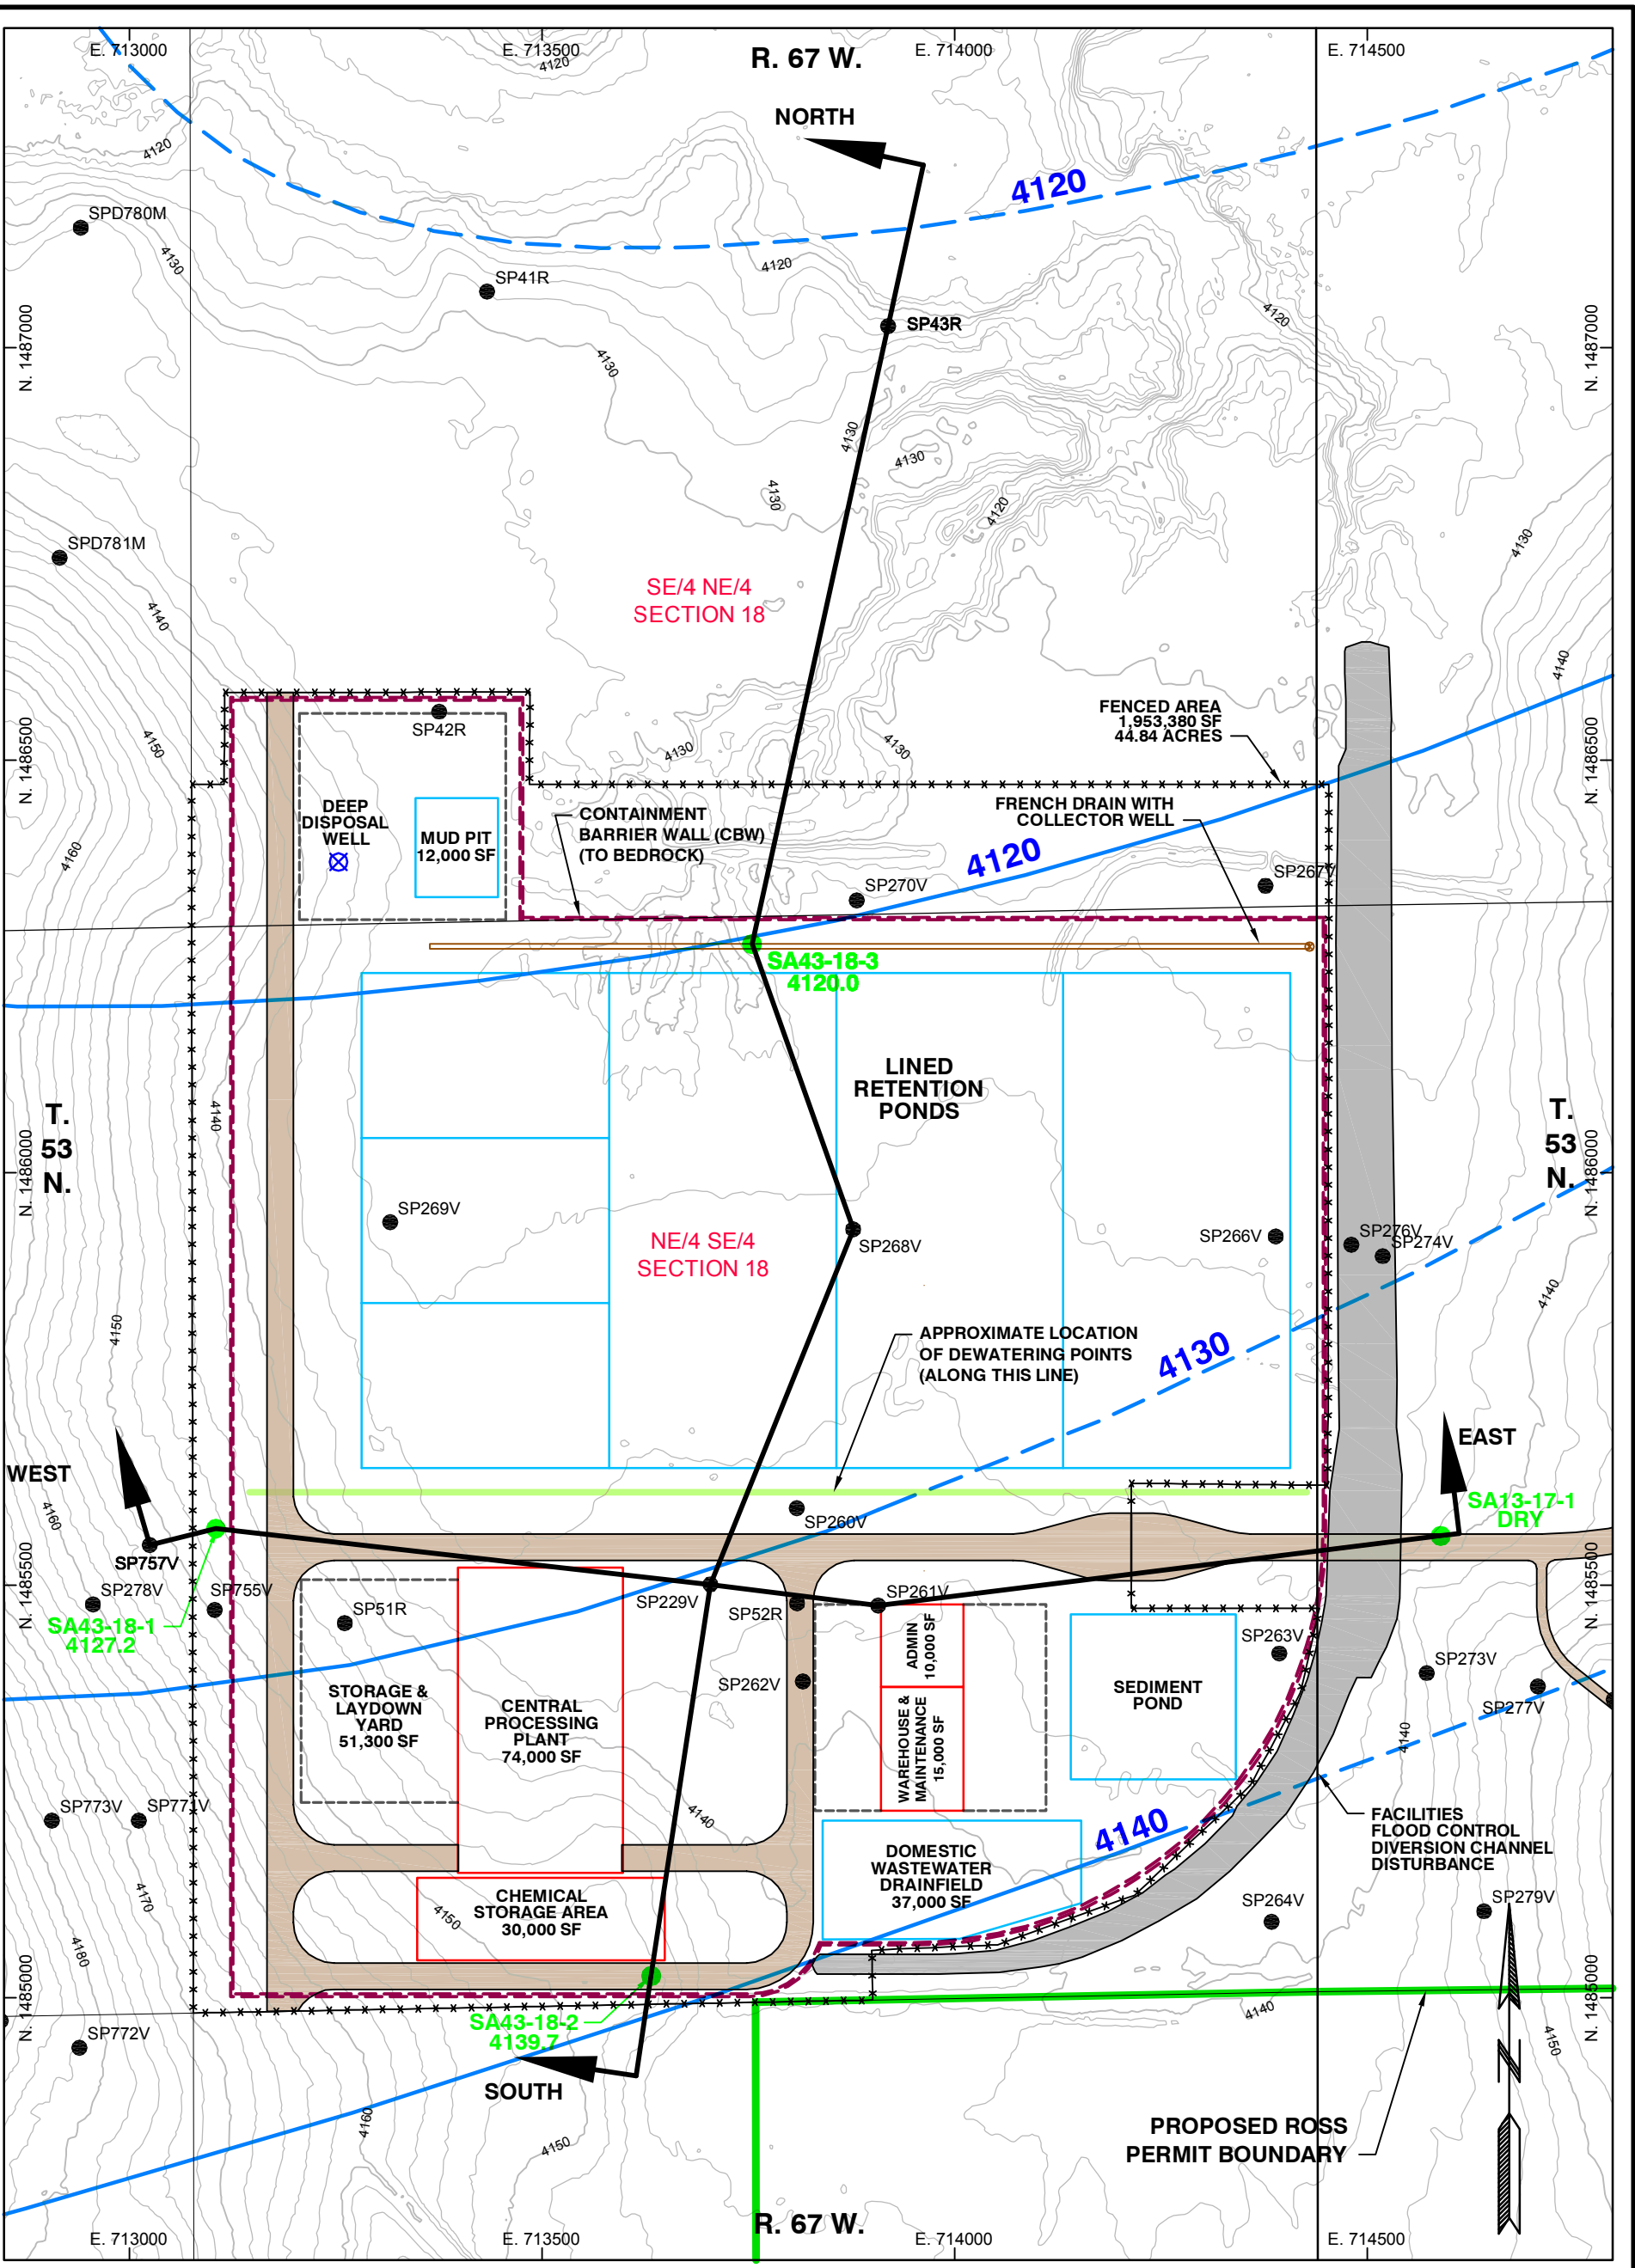 E. 713000
E. 713500
R. 67 W.
E. 714000
E. 714500
4120
NORTH
4120
4120
SPD780M
4130
SP41R
4120
SP43R
4120
N. 1487000
N. 1487000
4130
4130
4130
4130
4120
4130
SPD781M
4140
SE/4 NE/4
SECTION 18
4140
FENCED AREA
1,953,380 SF
44.84 ACRES
SP42R
4150
4130
4130
N. 1486500
N. 1486500
DEEP
DISPOSAL
WELL
MUD PIT
12,000 SF
CONTAINMENT
BARRIER WALL (CBW)
(TO BEDROCK)
FRENCH DRAIN WITH
COLLECTOR WELL
4160
4120
SP270V
SP267V
SA43-18-3
4120.0
LINED
RETENTION
PONDS
T.
53
N.
4140
T.
53
N.
N. 1486000
N. 1486000
SP269V
SP268V
SP266V
SP276V
SP274V
NE/4 SE/4
SECTION 18
4140
4150
APPROXIMATE LOCATION
OF DEWATERING POINTS
(ALONG THIS LINE)
4130
WEST
EAST
4160
SP260V
SA13-17-1
DRY
SP757V
N. 1485500
N. 1485500
SP278V
SP755V
SP51R
SP229V
SP52R
SP261V
SA43-18-1
4127.2
ADMIN
10,000 SF
SP263V
SP273V
SP262V
SP277V
STORAGE &
LAYDOWN
YARD
51,300 SF
CENTRAL
PROCESSING
PLANT
74,000 SF
WAREHOUSE &
MAINTENANCE
15,000 SF
SEDIMENT
POND
4140
SP773V
SP771V
4140
4140
FACILITIES
FLOOD CONTROL
DIVERSION CHANNEL
DISTURBANCE
DOMESTIC
WASTEWATER
DRAINFIELD
37,000 SF
4170
CHEMICAL
STORAGE AREA
30,000 SF
4150
SP264V
SP279V
4180
N. 1485000
N. 1485000
SP772V
SA43-18-2
4139.7
4140
4150
N
SOUTH
4160
4150
PROPOSED ROSS
PERMIT BOUNDARY
E. 713000
E. 713500
R. 67 W.
E. 714000
E. 714500